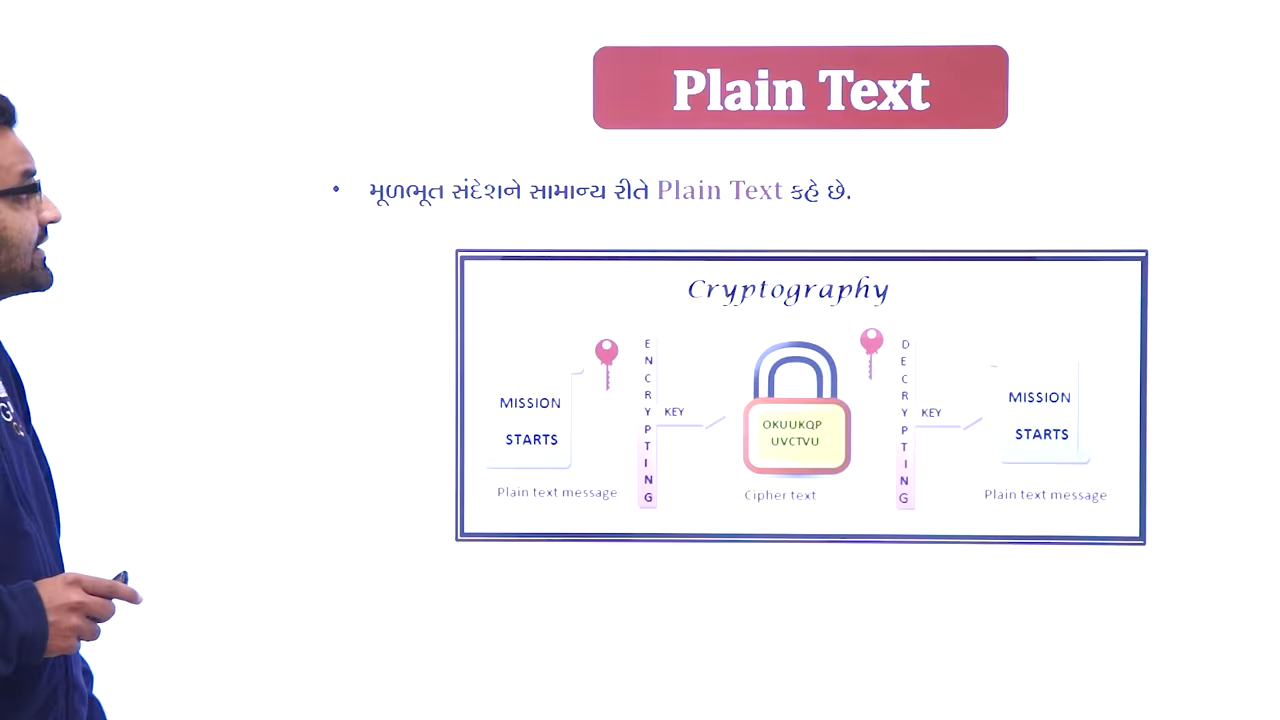 Plain Text
• મૂળભૂત સંદેશને સામાન્ય રીતે Plain Text કહે છે.
Cryptography
MISSION
STARTS
Plain text message
ENCRYPTING
KEY
OKUUKQP
UVCTVU
Cipher text
DECRYPTING
KEY
MISSION
STARTS
Plain text message